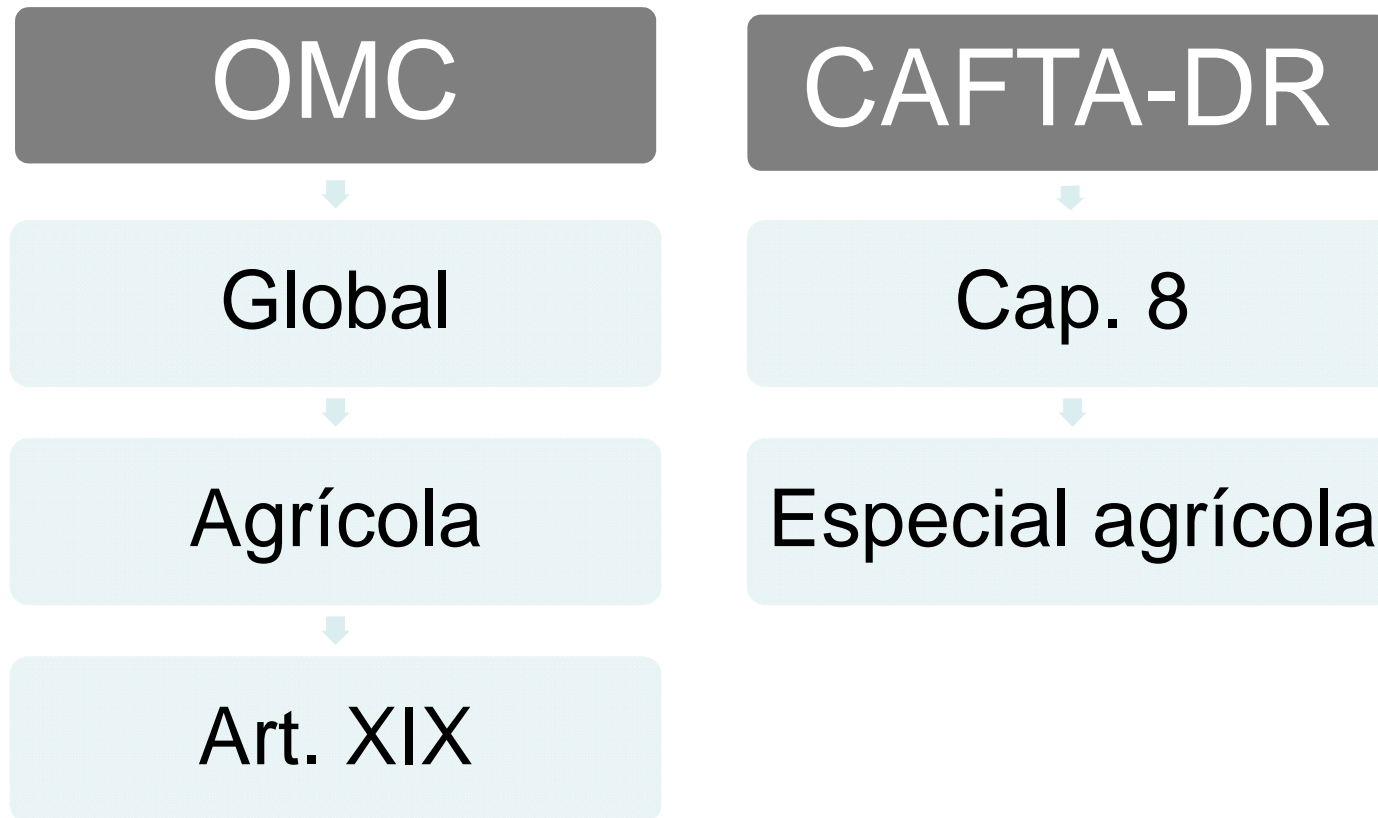 OMC
Global
Agrícola
Art. XIX
CAFTA-DR
Cap. 8
Especial agrícola